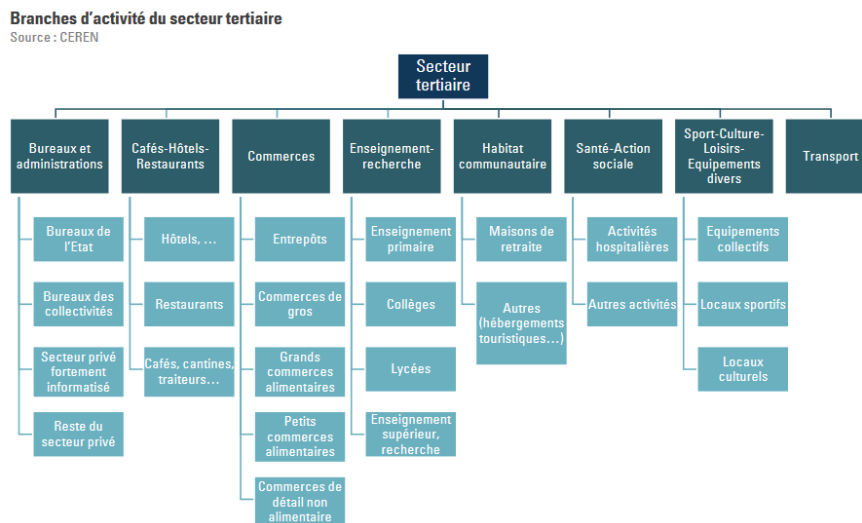 Branches d'activité du secteur tertiaire
Source : CEREN
Secteur
tertiaire
Bureaux et
administrations
Cafés-Hôtels-
Restaurants
Commerces
Enseignement-
recherche
Habitat
communautaire
Santé-Action
sociale
Sport-Culture-
Loisirs-
Equipements
divers
Transport
Bureaux de
l'Etat
Bureaux des
collectivités
Secteur privé
fortement
informatisé
Reste du
secteur privé
Hôtels, ...
Restaurants
Cafés, cantines,
traiteurs...
Entrepôts
Commerces de
gros
Grands
commerces
alimentaires
Petits
commerces
alimentaires
Commerces de
détail non
alimentaire
Enseignement
primaire
Collèges
Lycées
Enseignement
supérieur,
recherche
Maisons de
retraite
Autres
(hébergements
touristiques...)
Activités
hospitalières
Autres activités
Equipements
collectifs
Locaux sportifs
Locaux
culturels